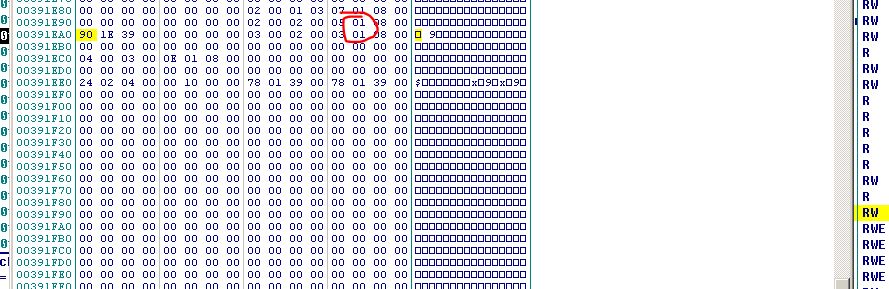 00391E80 00 00 00 00 00 00 00 00 02 00 01 03 07 01 08 00
00391E90 00 00 00 00 00 00 00 00 02 00 02 00 01 08 00
00391EA0 90 1E 39 00 00 00 00 00 03 00 02 00 03 01 08 00 9
00391EB0 00 00 00 00 00 00 00 00 00 00 00 00 00 00 00 00
00391EC0 04 00 03 00 0E 01 08 00 00 00 00 00 00 00 00 00
00391ED0 00 00 00 00 00 00 00 00 00 00 00 00 00 00 00 00
00391EE0 24 02 04 00 00 10 00 00 78 01 39 00 78 01 39 00 $ x 9 x 9
00391EF0 00 00 00 00 00 00 00 00 00 00 00 00 00 00 00 00
00391F00 00 00 00 00 00 00 00 00 00 00 00 00 00 00 00 00
00391F10 00 00 00 00 00 00 00 00 00 00 00 00 00 00 00 00
00391F20 00 00 00 00 00 00 00 00 00 00 00 00 00 00 00 00
00391F30 00 00 00 00 00 00 00 00 00 00 00 00 00 00 00 00
00391F40 00 00 00 00 00 00 00 00 00 00 00 00 00 00 00 00
00391F50 00 00 00 00 00 00 00 00 00 00 00 00 00 00 00 00
00391F60 00 00 00 00 00 00 00 00 00 00 00 00 00 00 00 00
00391F70 00 00 00 00 00 00 00 00 00 00 00 00 00 00 00 00
00391F80 00 00 00 00 00 00 00 00 00 00 00 00 00 00 00 00
00391F90 00 00 00 00 00 00 00 00 00 00 00 00 00 00 00 00
00391FA0 00 00 00 00 00 00 00 00 00 00 00 00 00 00 00 00
00391FB0 00 00 00 00 00 00 00 00 00 00 00 00 00 00 00 00
00391FC0 00 00 00 00 00 00 00 00 00 00 00 00 00 00 00 00
00391FD0 00 00 00 00 00 00 00 00 00 00 00 00 00 00 00 00
00391FE0 00 00 00 00 00 00 00 00 00 00 00 00 00 00 00 00
RW
RW
RW
R
RW
RW
R
R
R
R
R
RW
R
RW
RWE
RWE
RWE